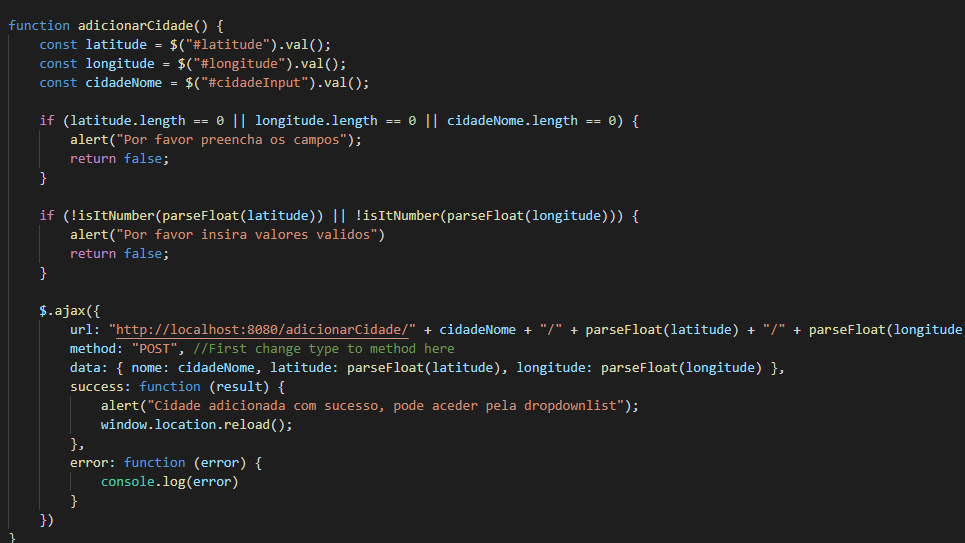 function adicionarCidade() {
    const latitude = $("#latitude").val();
    const longitude = $("#longitude").val();
    const cidadeNome = $("#cidadeInput").val();
    if (latitude.length == 0 || longitude.length == 0 || cidadeNome.length == 0) {
        alert("Por favor preencha os campos");
        return false;
    }
    if (!isItNumber(parseFloat(latitude)) || !isItNumber(parseFloat(longitude))) {
        alert("Por favor insira valores validos")
        return false;
    }
    $.ajax({
        url: "http://localhost:8080/adicionarCidade/" + cidadeNome + "/" + parseFloat(latitude) + "/" + parseFloat(longitude
        method: "POST", //First change type to method here
        data: { nome: cidadeNome, latitude: parseFloat(latitude), longitude: parseFloat(longitude) },
        success: function (result) {
            alert("Cidade adicionada com sucesso, pode aceder pela dropdownlist");
            window.location.reload();
        },
        error: function (error) {
            console.log(error)
        }
    })
}